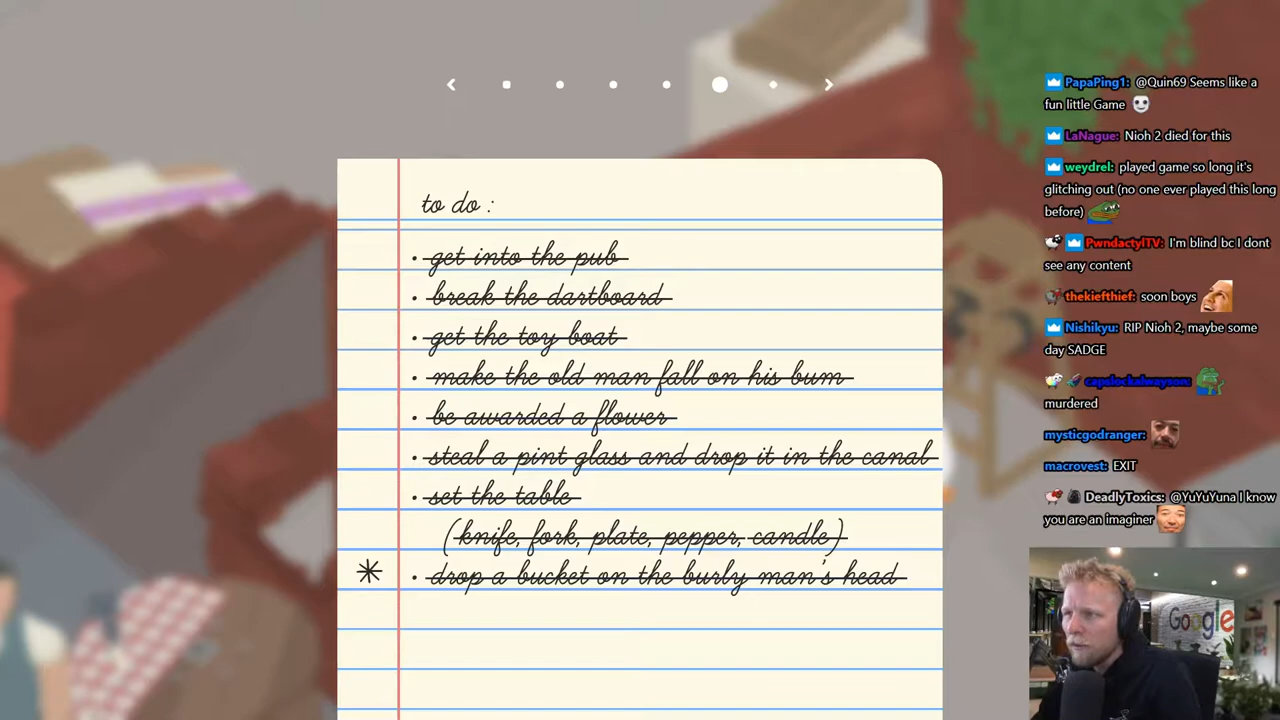 to do :
• get into the pub
• break the dartboard
• get the toy boat
• make the old man fall on his bum
• be awarded a flower
• steal a pint glass and drop it in the canal
• set the table
(knife, fork, plate, pepper, candle)
* • drop a bucket on the burly man's head
PapaPing1: @Quin69 Seems like a
fun little Game
LaNague: Nioh 2 died for this
weydrel: played game so long it's
glitching out (no one ever played this long
before)
PwndactylTV: I'm blind bc I dont
see any content
thekiefthief: soon boys
Nishikyu: RIP Nioh 2, maybe some
day SADGE
capslockalwayson:
murdered
mysticgodranger:
macrovest: EXIT
DeadlyToxics: @YuYuYuna I know
you are an imaginer
Google